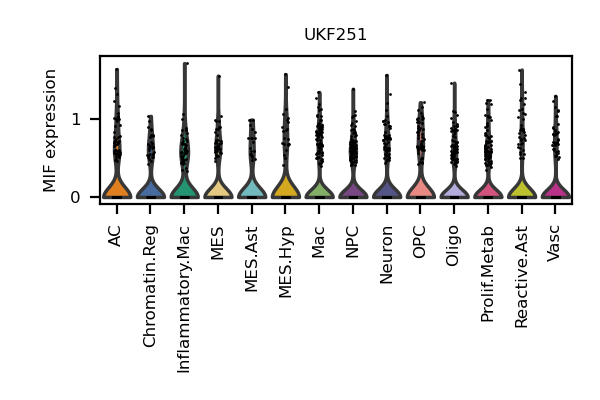 UKF251
MIF expression
1
0
AC
Chromatin.Reg
Inflammatory.Mac
MES
MES.Ast
MES.Hyp
Mac
NPC
Neuron
OPC
Oligo
Prolif.Metab
Reactive.Ast
Vasc